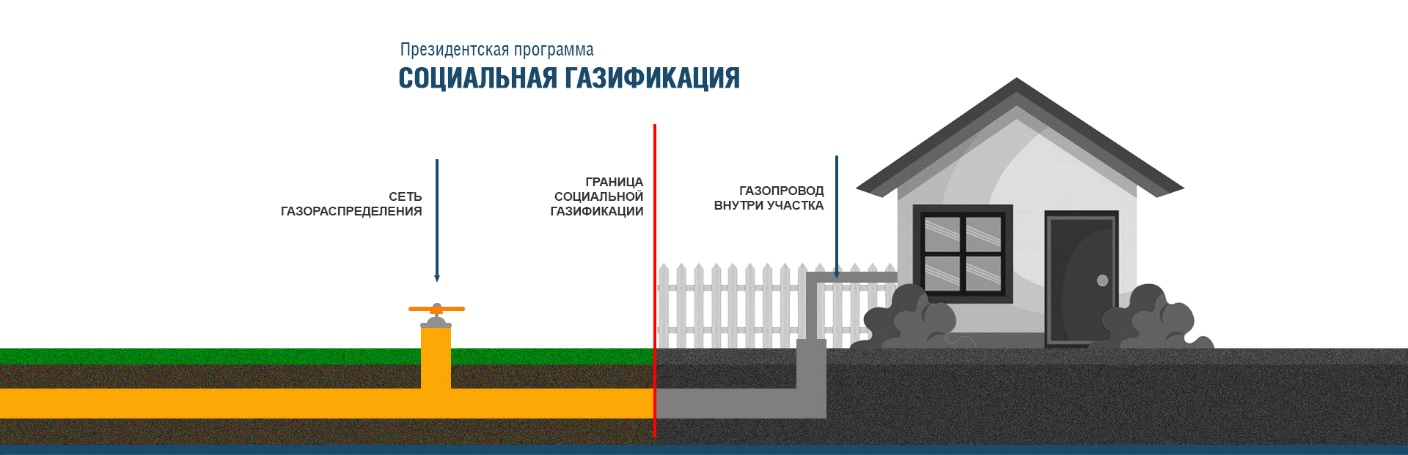 Президентская программа
СОЦИАЛЬНАЯ ГАЗИФИКАЦИЯ
СЕТЬ
ГАЗОРАСПРЕДЕЛЕНИЯ
ГРАНИЦА
СОЦИАЛЬНОЙ
ГАЗИФИКАЦИИ
ГАЗОПРОВОД
ВНУТРИ УЧАСТКА